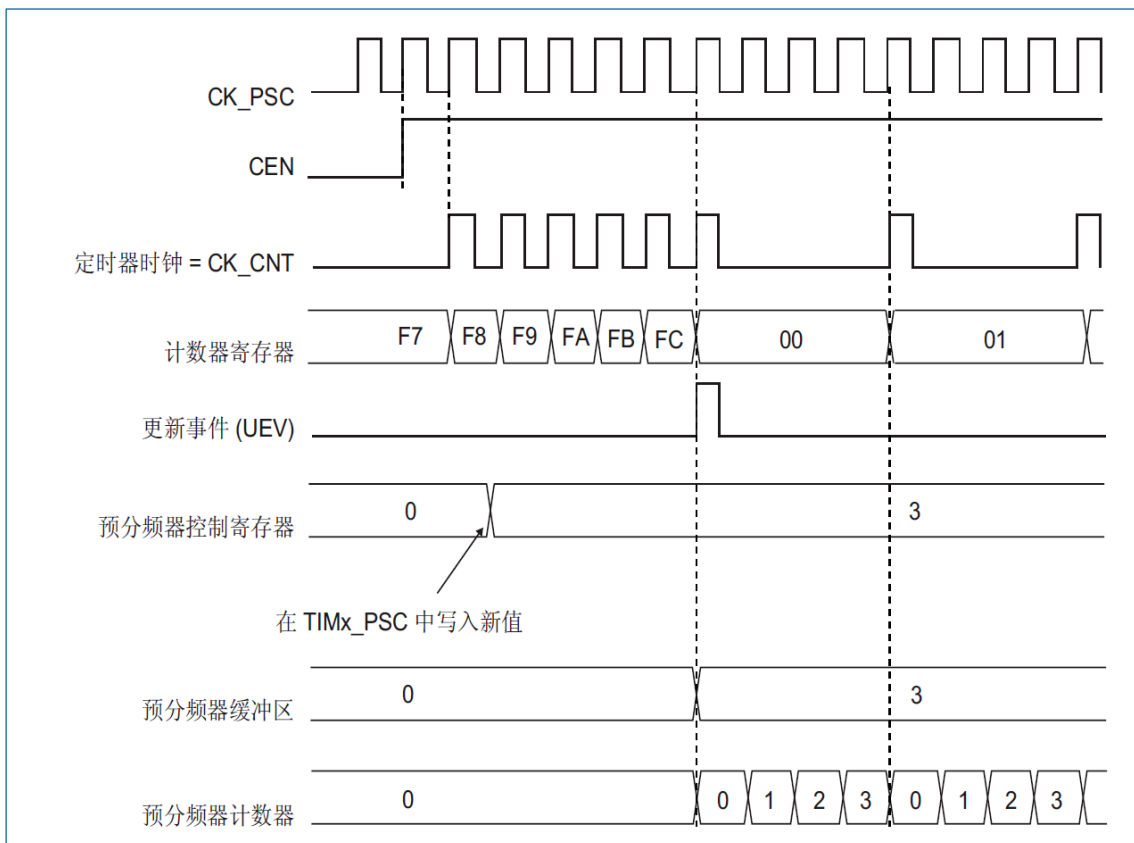 CK_PSC
CEN
定时器时钟 = CK_CNT
计数器寄存器
F7 F8 F9 FA FB FC 00 01
更新事件 (UEV)
预分频器控制寄存器
0 3
在 TIMx_PSC 中写入新值
预分频器缓冲区
0 3
预分频器计数器
0 0 1 2 3 0 1 2 3